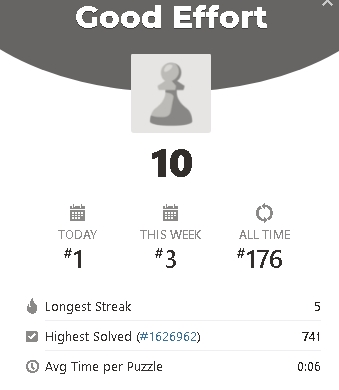 Good Effort
10
TODAY THIS WEEK ALL TIME
#1 #3 #176
Longest Streak 5
Highest Solved (#1626962) 741
Avg Time per Puzzle 0:06